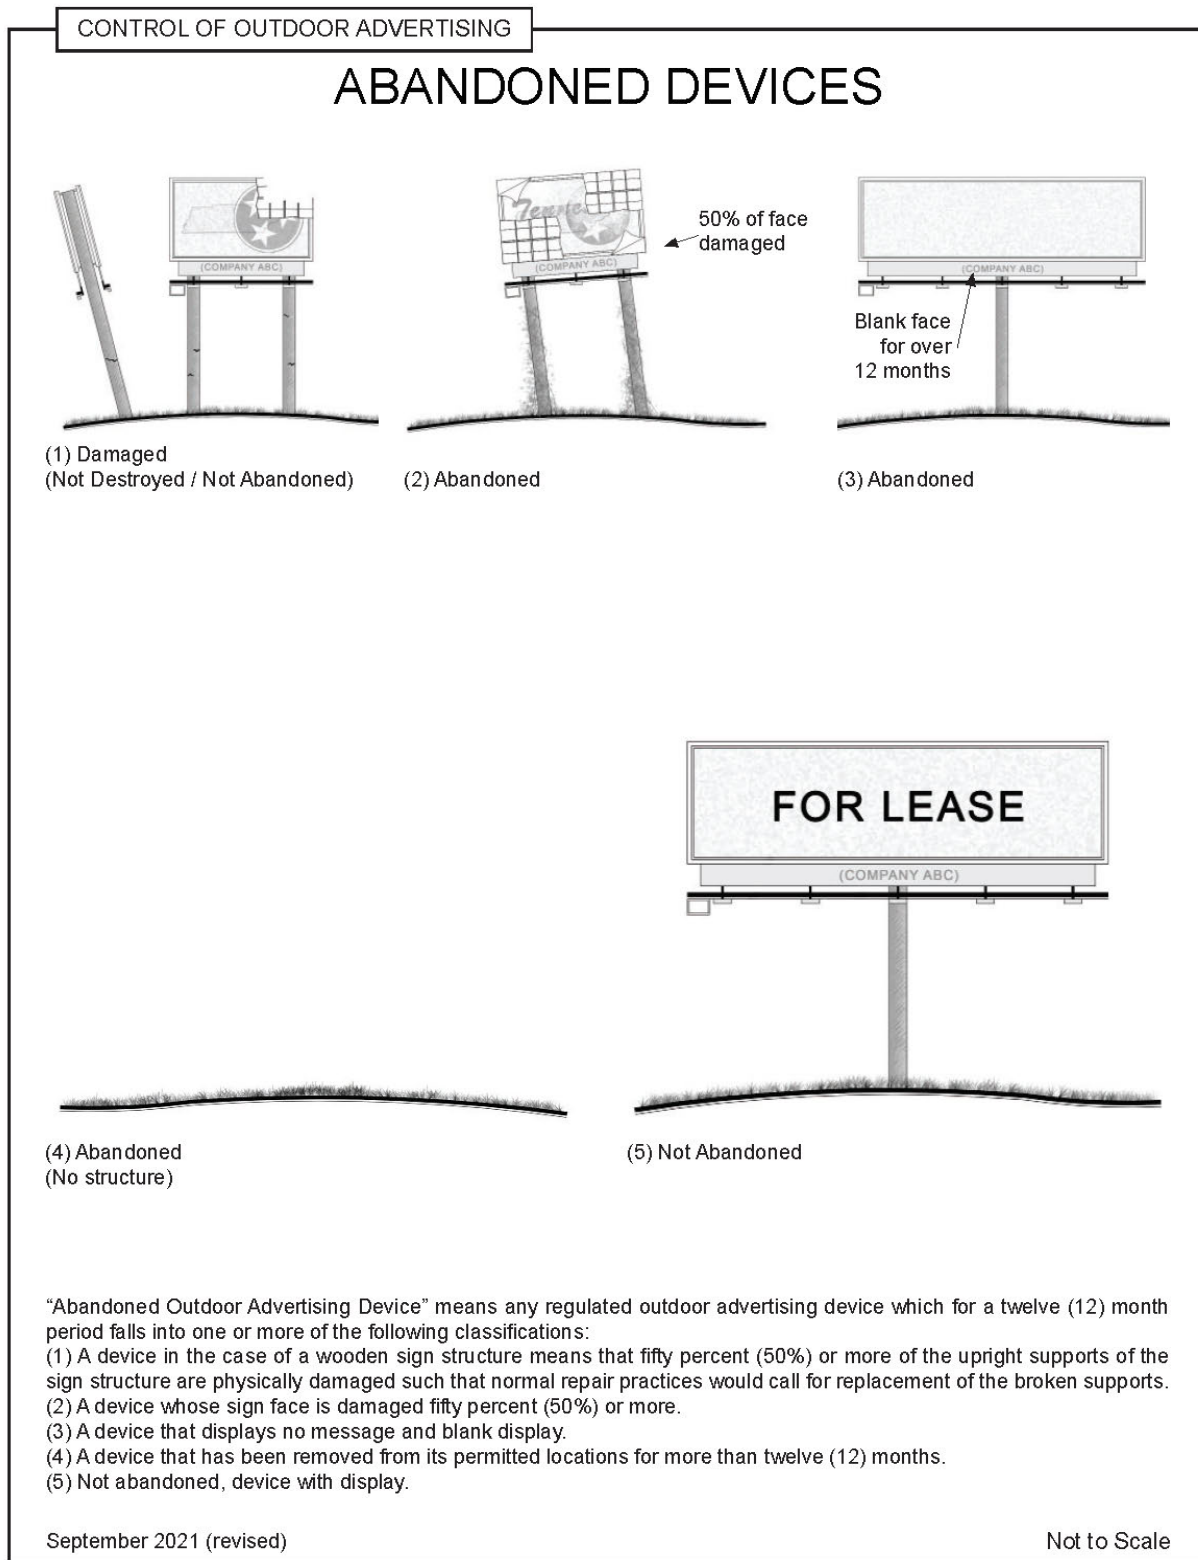 CONTROL OF OUTDOOR ADVERTISING
ABANDONED DEVICES
(COMPANY ABC)
(1) Damaged
(Not Destroyed / Not Abandoned)
Tenne
(COMPANY ABC)
50% of face
damaged
(2) Abandoned
(COMPANY ABC)
Blank face
for over
12 months
(3) Abandoned
(4) Abandoned
(No structure)
FOR LEASE
(COMPANY ABC)
(5) Not Abandoned
“Abandoned Outdoor Advertising Device” means any regulated outdoor advertising device which for a twelve (12) month
period falls into one or more of the following classifications:
(1) A device in the case of a wooden sign structure means that fifty percent (50%) or more of the upright supports of the
sign structure are physically damaged such that normal repair practices would call for replacement of the broken supports.
(2) A device whose sign face is damaged fifty percent (50%) or more.
(3) A device that displays no message and blank display.
(4) A device that has been removed from its permitted locations for more than twelve (12) months.
(5) Not abandoned, device with display.
September 2021 (revised)
Not to Scale